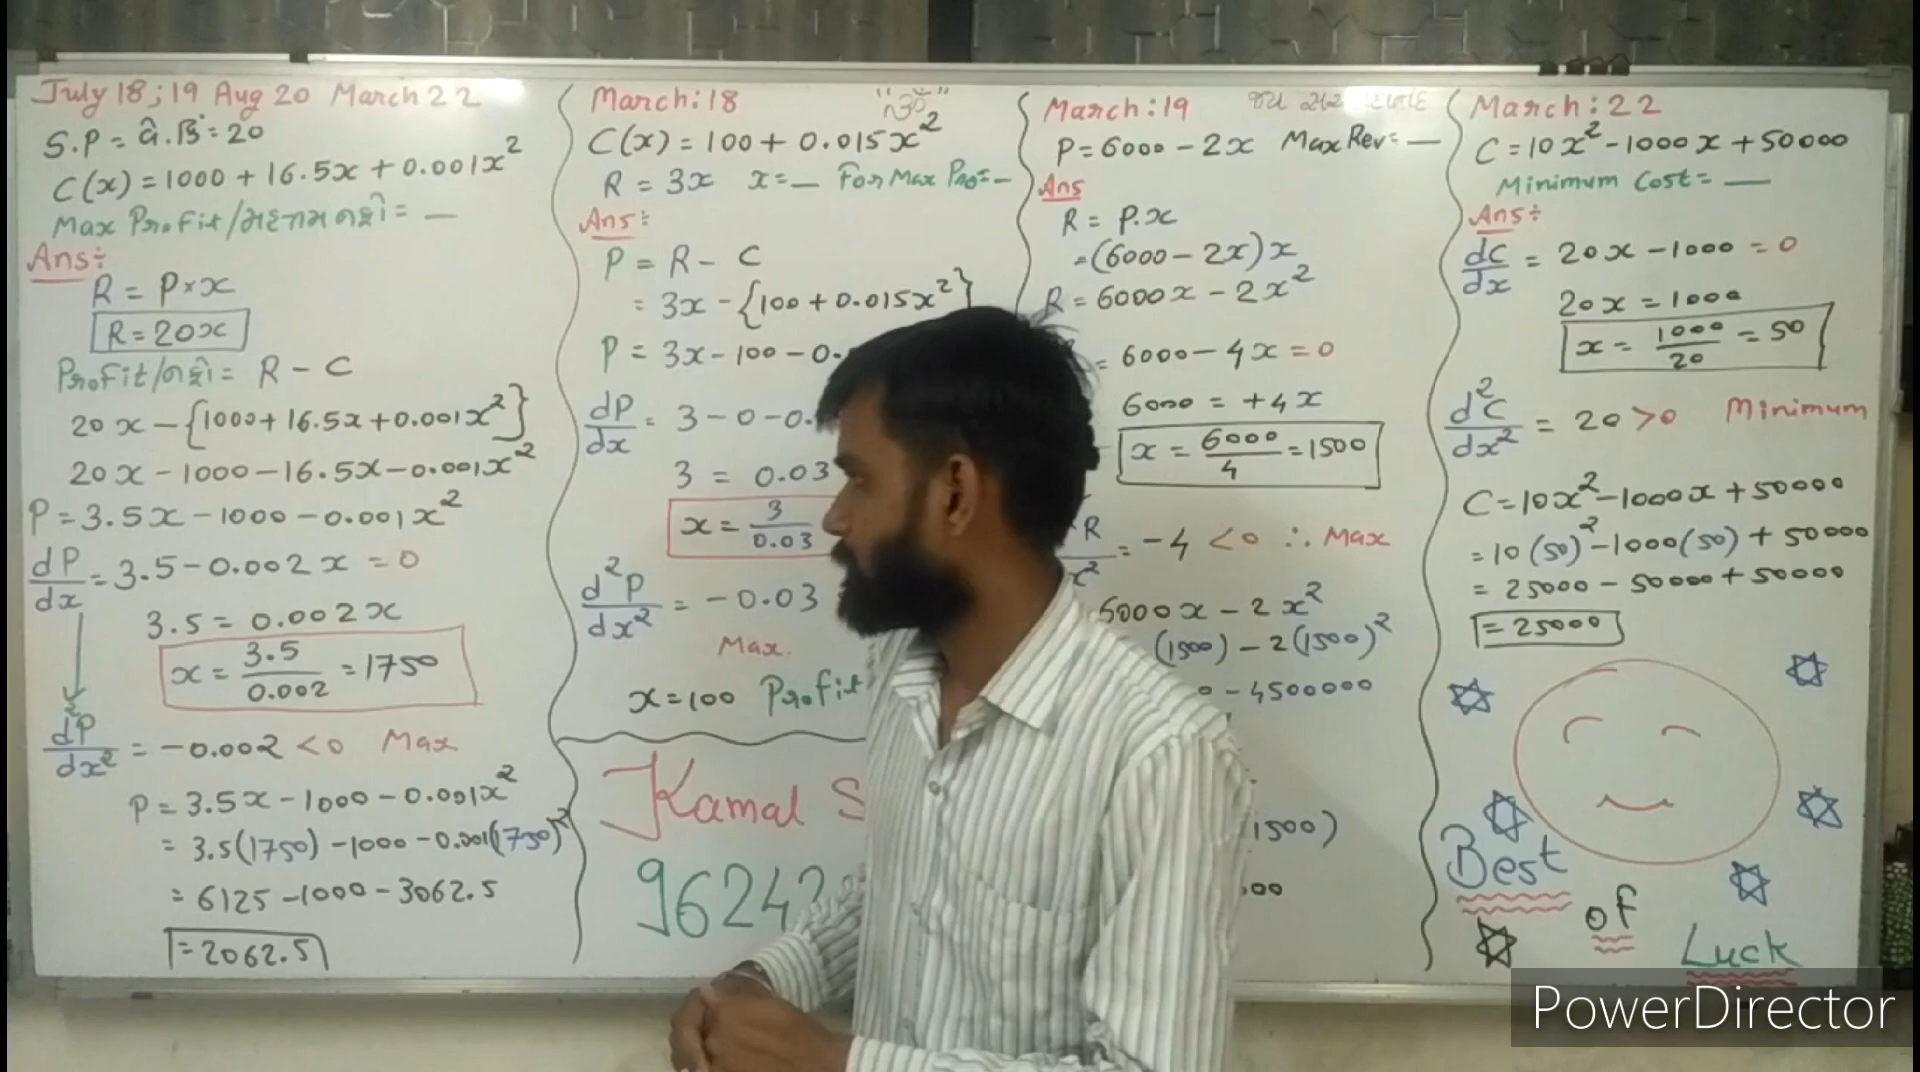 July 18;19 Aug 20 March 22
S.P = વે.કિં = 20
C(x) = 1000 + 16.5x + 0.001x²
Max Profit/મહત્તમ નફો = —
Ans÷
R = P×x
R = 20x
Profit/નફો = R - C
20x - {1000 + 16.5x + 0.001x²}
20x - 1000 - 16.5x - 0.001x²
P = 3.5x - 1000 - 0.001x²
dP/dx = 3.5 - 0.002x = 0
3.5 = 0.002x
x = 3.5/0.002 = 1750
d²P/dx² = -0.002 < 0 Max
P = 3.5x - 1000 - 0.001x²
= 3.5(1750) - 1000 - 0.001(1750)²
= 6125 - 1000 - 3062.5
= 2062.5
March:18
C(x) = 100 + 0.015x²
R = 3x x = — For Max Pro = —
Ans÷
P = R - C
= 3x - {100 + 0.015x²}
P = 3x - 100 - 0.
dP/dx = 3 - 0 - 0.
3 = 0.03
x = 3/0.03
d²P/dx² = -0.03
Max.
x = 100 Profit
Kamal S
96242
March:19
P = 6000 - 2x Max Rev = —
Ans
R = P.x
= (6000 - 2x)x
R = 6000x - 2x²
= 6000 - 4x = 0
6000 = +4x
x = 6000/4 = 1500
R/x² = -4 < 0 ∴ Max
6000x - 2x²
(1500) - 2(1500)²
0 - 4500000
1500)
00
March:22
C = 10x² - 1000x + 50000
Minimum Cost = —
Ans÷
dC/dx = 20x - 1000 = 0
20x = 1000
x = 1000/20 = 50
d²C/dx² = 20 > 0 Minimum
C = 10x² - 1000x + 50000
= 10(50)² - 1000(50) + 50000
= 25000 - 50000 + 50000
= 25000
Best
of
Luck
PowerDirector